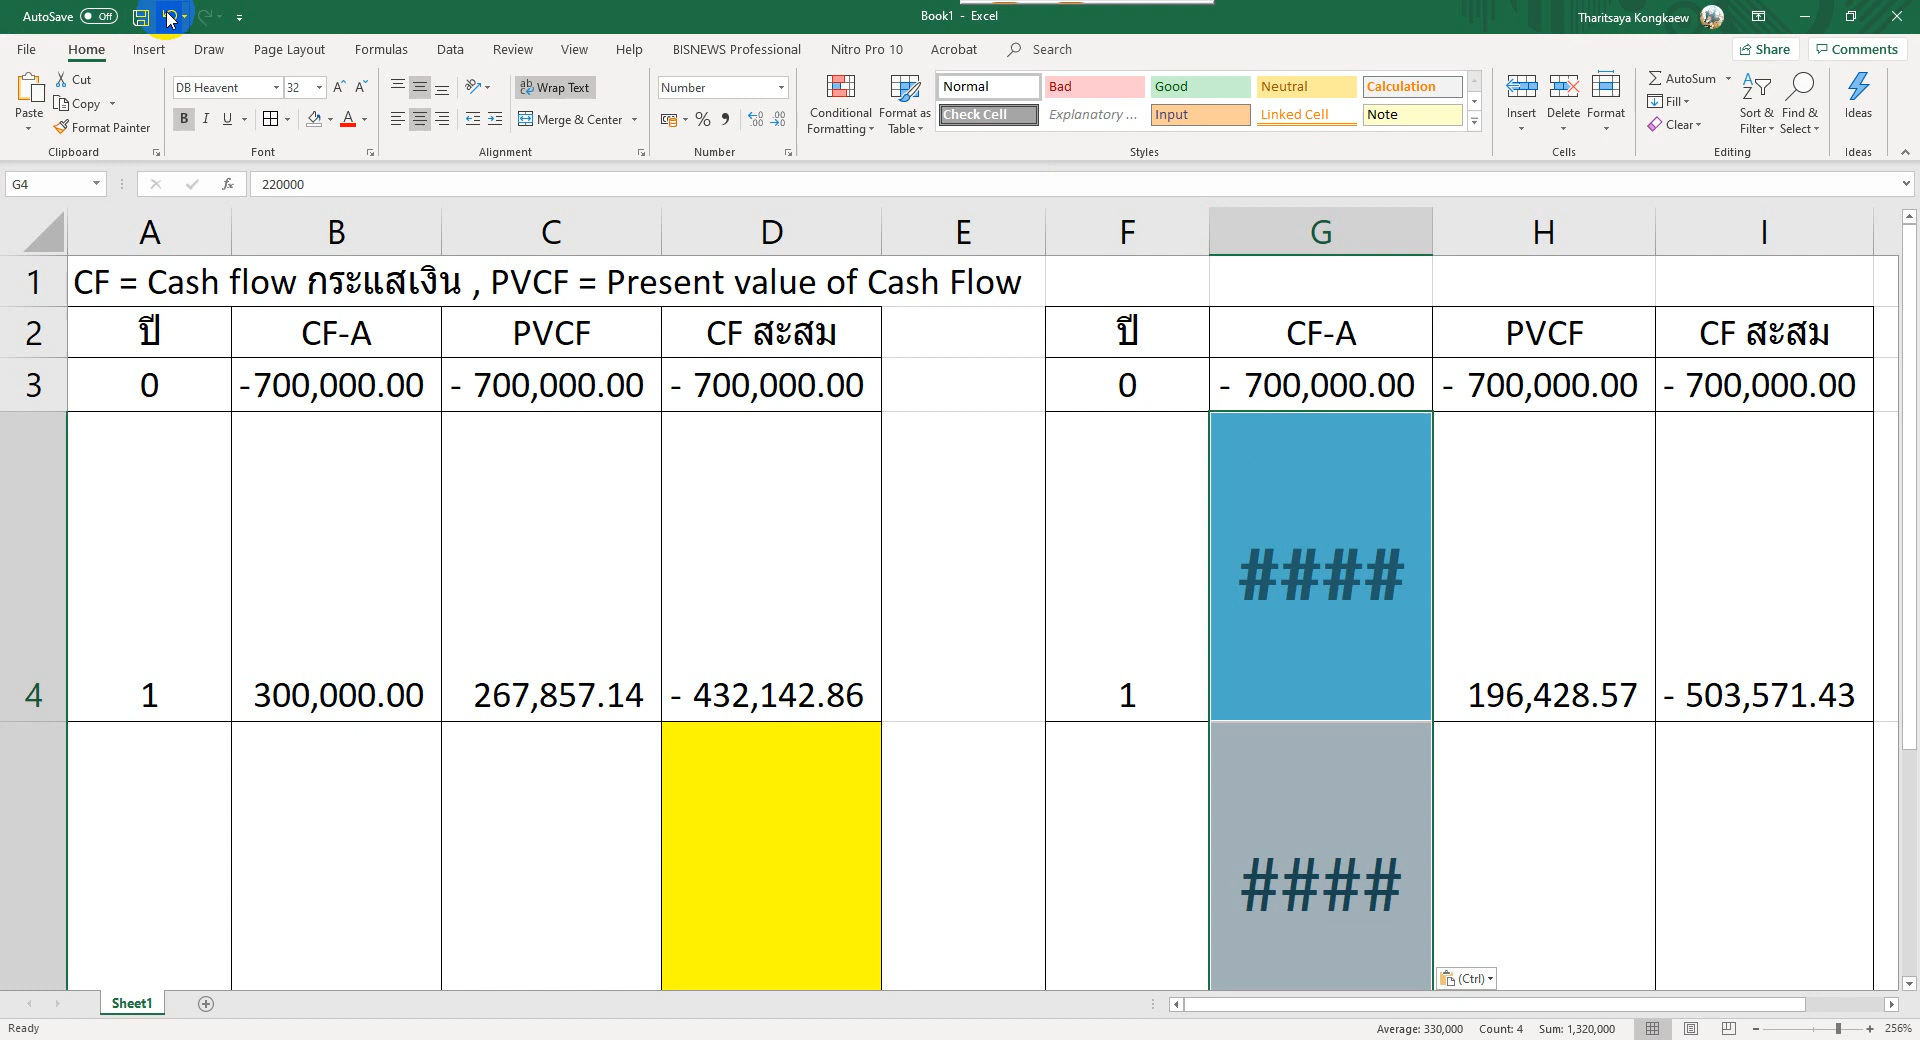 AutoSave Off
Book1 - Excel
Tharitsaya Kongkaew
File Home Insert Draw Page Layout Formulas Data Review View Help BISNEWS Professional Nitro Pro 10 Acrobat Search
Share Comments
Paste Cut
Copy
Format Painter
DB Heavent 32
B I U A
Wrap Text
Merge & Center
Number
Conditional Formatting
Format as Table
Normal Bad Good Neutral Calculation
Check Cell Explanatory ... Input Linked Cell Note
Insert Delete Format
AutoSum
Fill
Clear
Sort & Filter
Find & Select
Ideas
Clipboard Font Alignment Number Styles Cells Editing Ideas
G4 fx 220000
A B C D E F G H I
1 CF = Cash flow กระแสเงิน , PVCF = Present value of Cash Flow
2 ปี CF-A PVCF CF สะสม ปี CF-A PVCF CF สะสม
3 0 -700,000.00 - 700,000.00 - 700,000.00 0 - 700,000.00 - 700,000.00 - 700,000.00
####
4 1 300,000.00 267,857.14 - 432,142.86 1 196,428.57 - 503,571.43
####
(Ctrl)
Sheet1
Ready
Average: 330,000 Count: 4 Sum: 1,320,000 256%